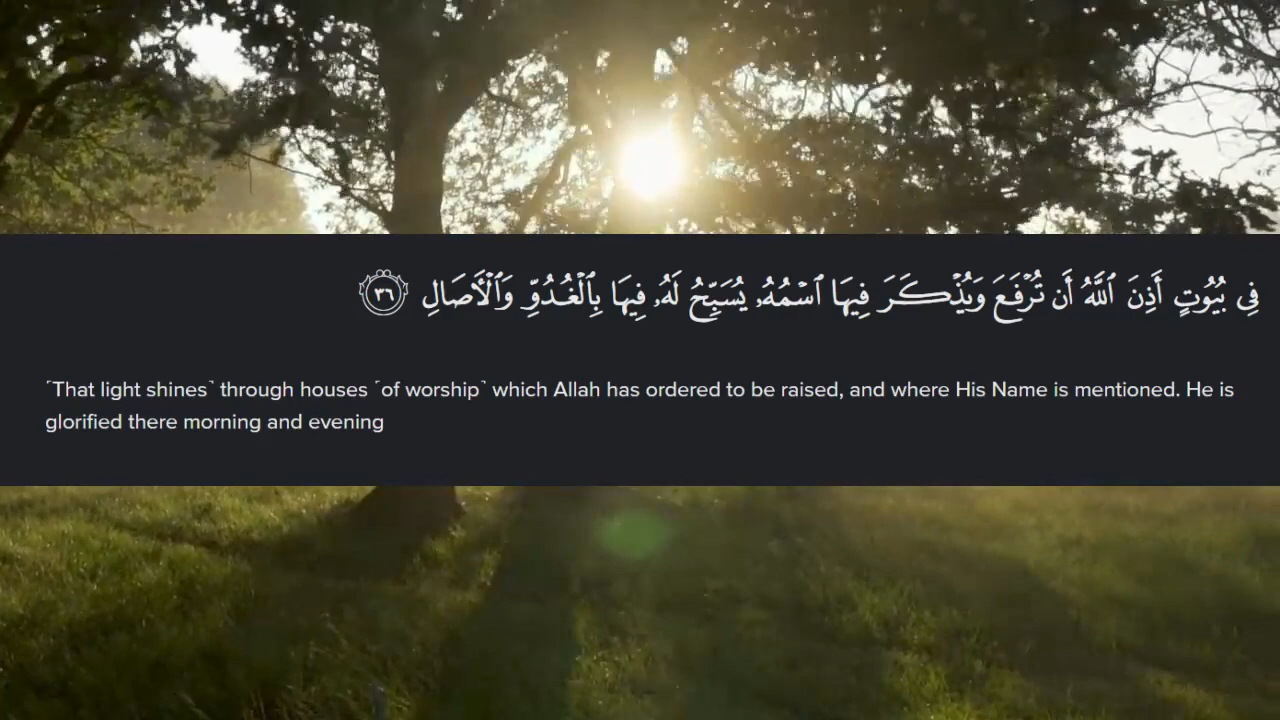 فِى بُيُوتٍ أَذِنَ ٱللَّهُ أَن تُرْفَعَ وَيُذْكَرَ فِيهَا ٱسْمُهُۥ يُسَبِّحُ لَهُۥ فِيهَا بِٱلْغُدُوِّ وَٱلْـَٔاصَالِ ٣٦
˹That light shines˺ through houses ˹of worship˺ which Allah has ordered to be raised, and where His Name is mentioned. He is
glorified there morning and evening